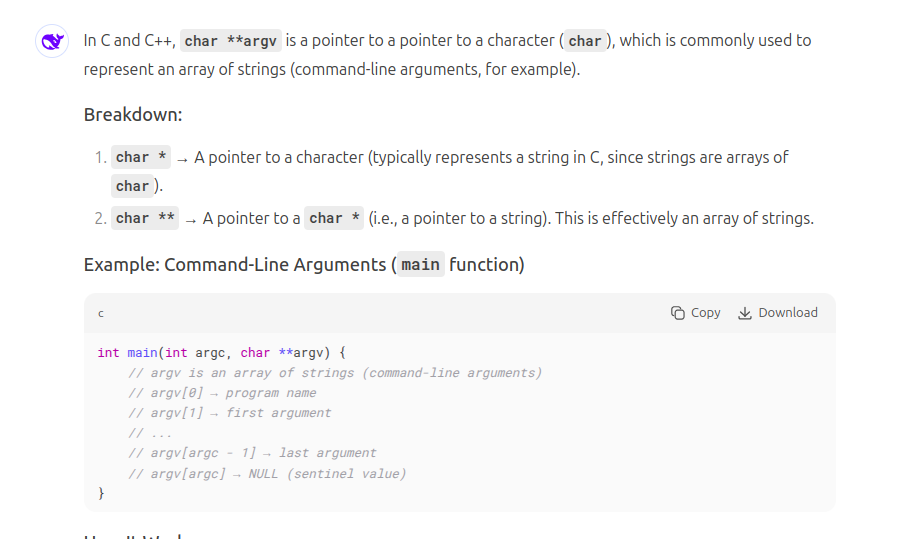 In C and C++, char **argv is a pointer to a pointer to a character (char), which is commonly used to
represent an array of strings (command-line arguments, for example).
Breakdown:
1. char * → A pointer to a character (typically represents a string in C, since strings are arrays of
char).
2. char ** → A pointer to a char * (i.e., a pointer to a string). This is effectively an array of strings.
Example: Command-Line Arguments (main function)
c Copy Download
int main(int argc, char **argv) {
    // argv is an array of strings (command-line arguments)
    // argv[0] → program name
    // argv[1] → first argument
    // ...
    // argv[argc - 1] → last argument
    // argv[argc] → NULL (sentinel value)
}